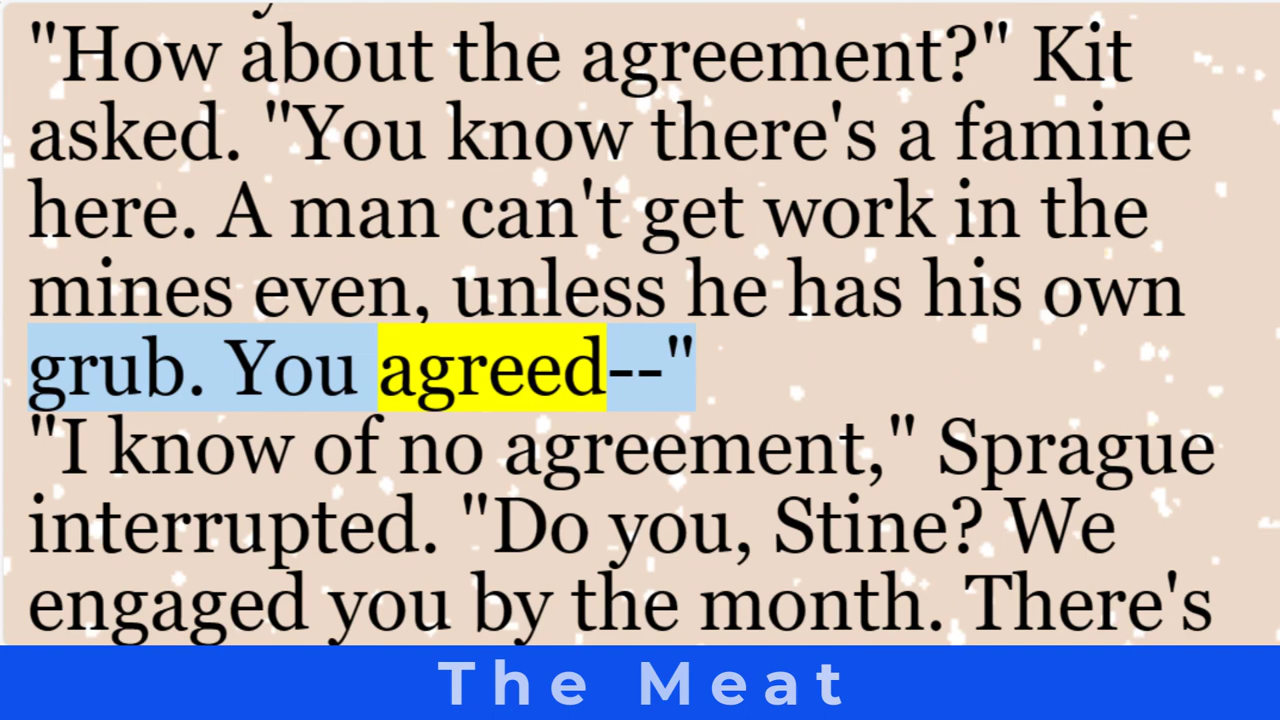 "How about the agreement?" Kit
asked. "You know there's a famine
here. A man can't get work in the
mines even, unless he has his own
grub. You agreed--"
"I know of no agreement," Sprague
interrupted. "Do you, Stine? We
engaged you by the month. There's
The Meat